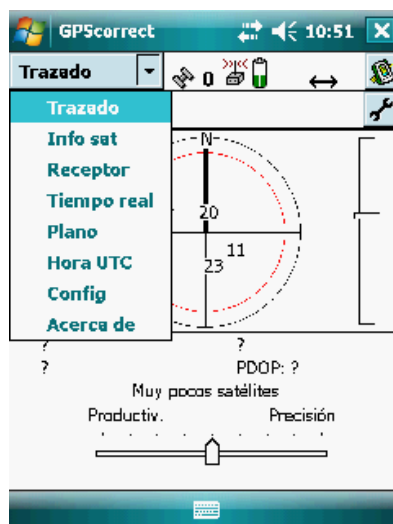 GPScorrect 10:51
Trazado
0
Trazado
Info sat
Receptor
Tiempo real
Plano
Hora UTC
Config
Acerca de
N
20
11
23
? ?
? PDOP: ?
Muy pocos satélites
Productiv. Precisión